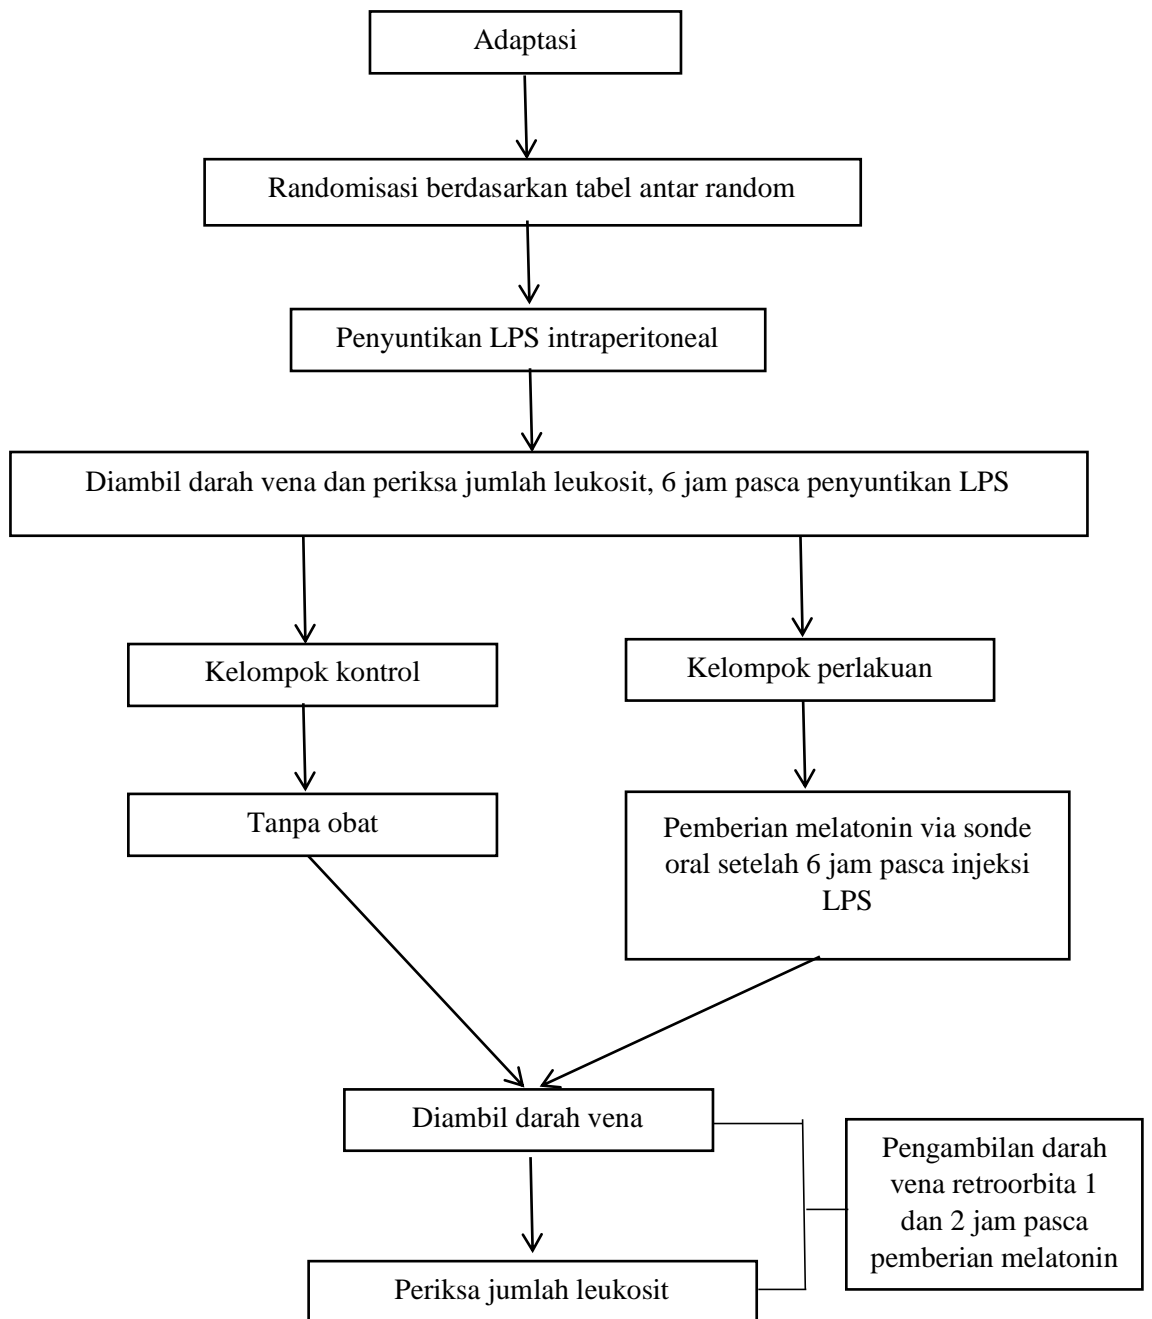 Adaptasi
Randomisasi berdasarkan tabel antar random
Penyuntikan LPS intraperitoneal
Diambil darah vena dan periksa jumlah leukosit, 6 jam pasca penyuntikan LPS
Kelompok kontrol
Kelompok perlakuan
Tanpa obat
Pemberian melatonin via sonde
oral setelah 6 jam pasca injeksi
LPS
Diambil darah vena
Pengambilan darah
vena retroorbita 1
dan 2 jam pasca
pemberian melatonin
Periksa jumlah leukosit